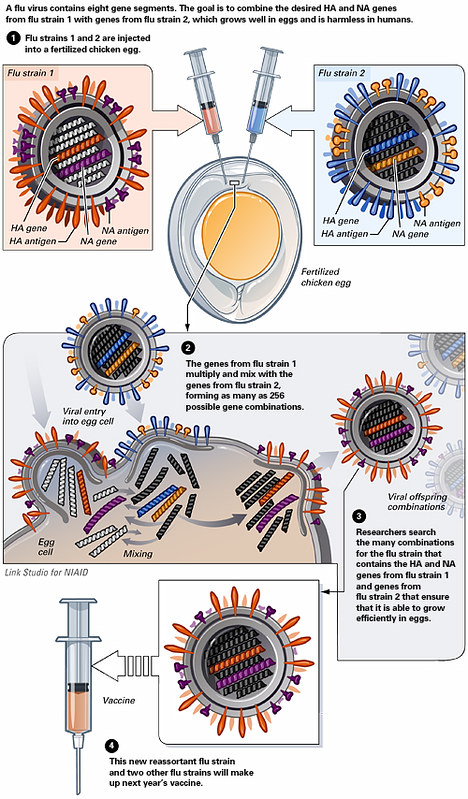 A flu virus contains eight gene segments. The goal is to combine the desired HA and NA genes
from flu strain 1 with genes from flu strain 2, which grows well in eggs and is harmless in humans.
1 Flu strains 1 and 2 are injected
into a fertilized chicken egg.
Flu strain 1
HA gene
HA antigen
NA gene
NA antigen
Flu strain 2
HA gene
HA antigen
NA gene
NA antigen
Fertilized
chicken egg
2
The genes from flu strain 1
multiply and mix with the
genes from flu strain 2,
forming as many as 256
possible gene combinations.
Viral entry
into egg cell
Viral offspring
combinations
Egg
cell
Mixing
Link Studio for NIAID
3
Researchers search
the many combinations
for the flu strain that
contains the HA and NA
genes from flu strain 1
and genes from
flu strain 2 that ensure
that it is able to grow
efficiently in eggs.
Vaccine
4
This new reassortant flu strain
and two other flu strains will make
up next year's vaccine.